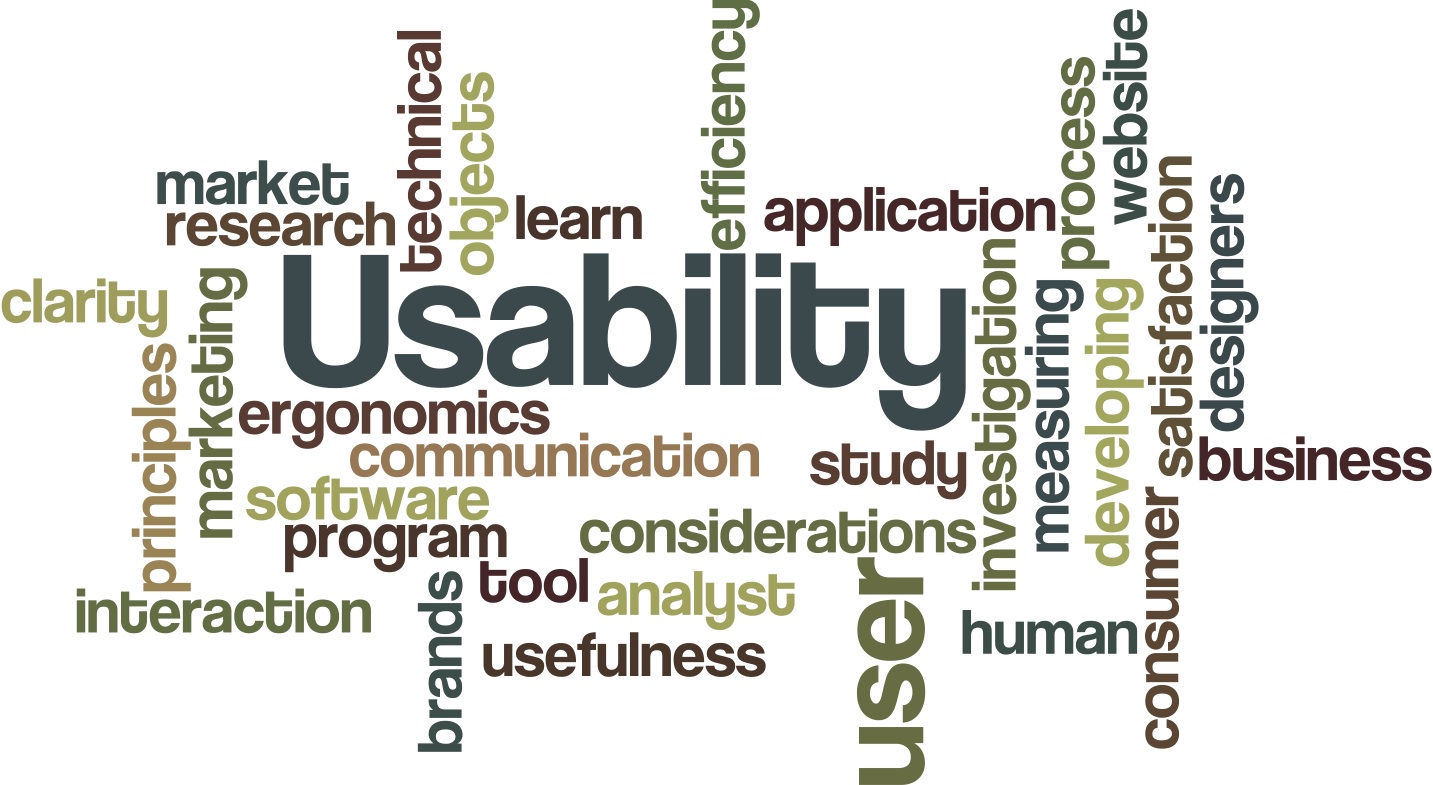 technical
objects
efficiency
process
website
market
research
learn
application
satisfaction
designers
clarity
marketing
Usability
investigation
measuring
developing
principles
ergonomics
communication
study
business
software
program
considerations
consumer
tool
analyst
interaction
brands
usefulness
user
human